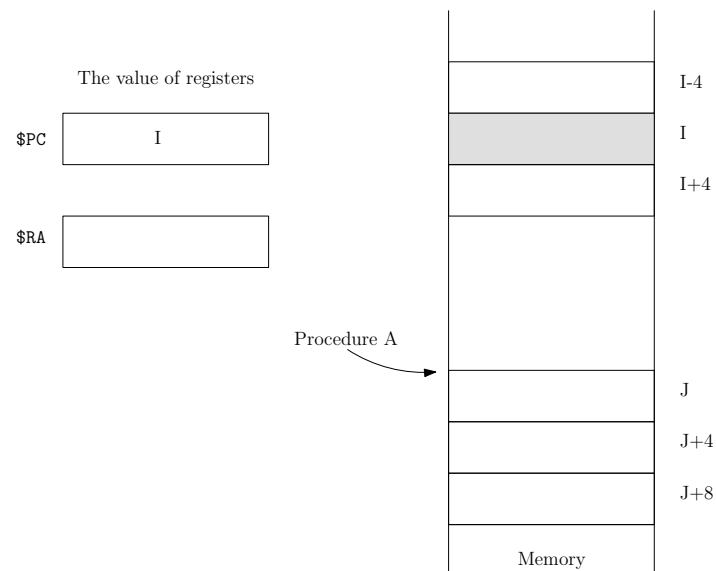 The value of registers
$PC
I
$RA
Procedure A
I-4
I
I+4
J
J+4
J+8
Memory